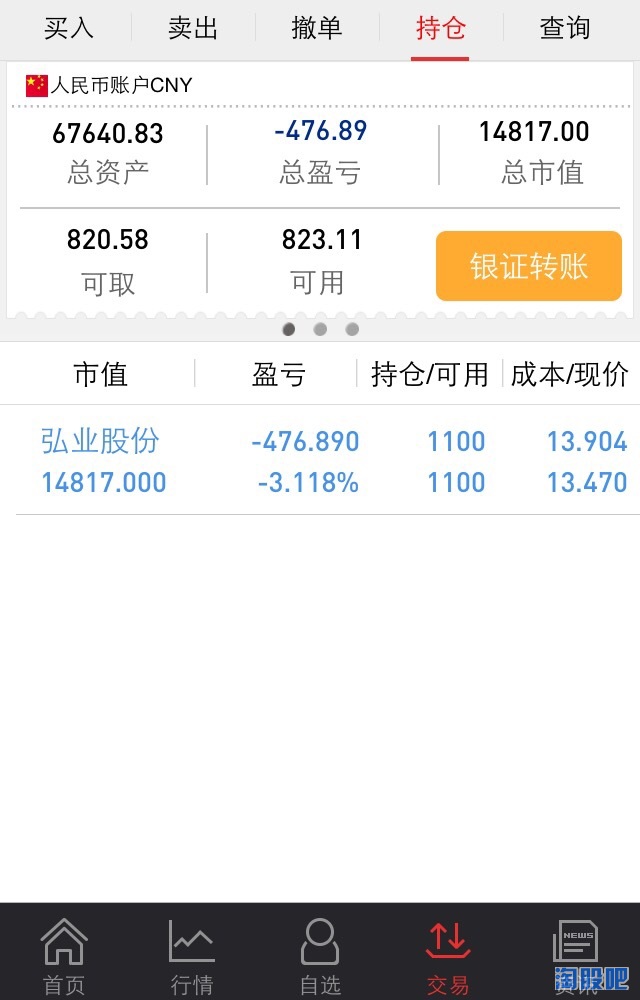 买入 卖出 撤单 持仓 查询
人民币账户CNY
67640.83 -476.89 14817.00
总资产 总盈亏 总市值
820.58 823.11 银证转账
可取 可用
市值 盈亏 持仓/可用 成本/现价
弘业股份 -476.890 1100 13.904
14817.000 -3.118% 1100 13.470
NEWS
首页 行情 自选 交易 资讯
淘股吧